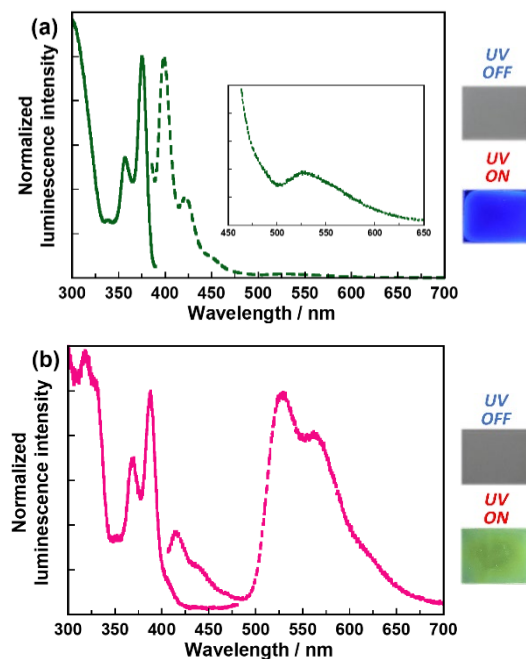 (a)
Normalized
luminescence intensity
450 500 550 600 650
300 350 375 400 450 500 550 600 700
Wavelength / nm
UV
OFF
UV
ON
(b)
Normalized
luminescence intensity
300 350 400 450 500 550 600 650 700
Wavelength / nm
UV
OFF
UV
ON